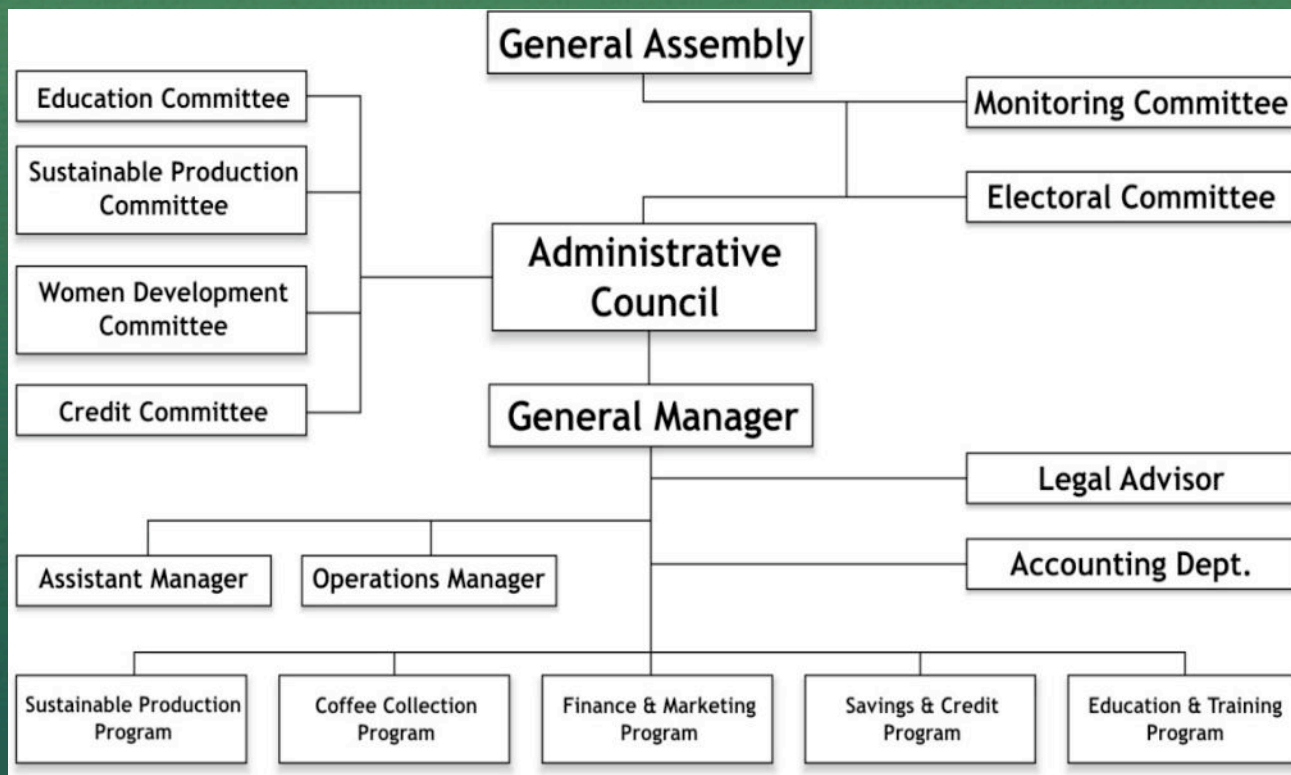 General Assembly
Education Committee
Monitoring Committee
Sustainable Production
Committee
Electoral Committee
Administrative
Council
Women Development
Committee
Credit Committee
General Manager
Legal Advisor
Assistant Manager
Operations Manager
Accounting Dept.
Sustainable Production
Program
Coffee Collection
Program
Finance & Marketing
Program
Savings & Credit
Program
Education & Training
Program